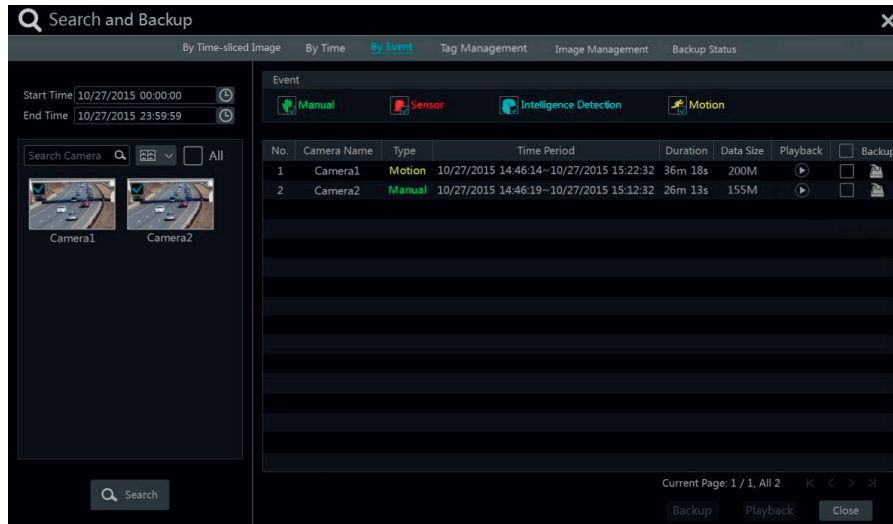 Search and Backup
By Time-sliced Image By Time By Event Tag Management Image Management Backup Status
Start Time 10/27/2015 00:00:00
End Time 10/27/2015 23:59:59
Search Camera All
Camera1 Camera2
Search
Event
Manual Sensor Intelligence Detection Motion
No. Camera Name Type Time Period Duration Data Size Playback Backup
1 Camera1 Motion 10/27/2015 14:46:14~10/27/2015 15:22:32 36m 18s 200M
2 Camera2 Manual 10/27/2015 14:46:19~10/27/2015 15:12:32 26m 13s 155M
Current Page: 1 / 1, All 2
Backup Playback Close